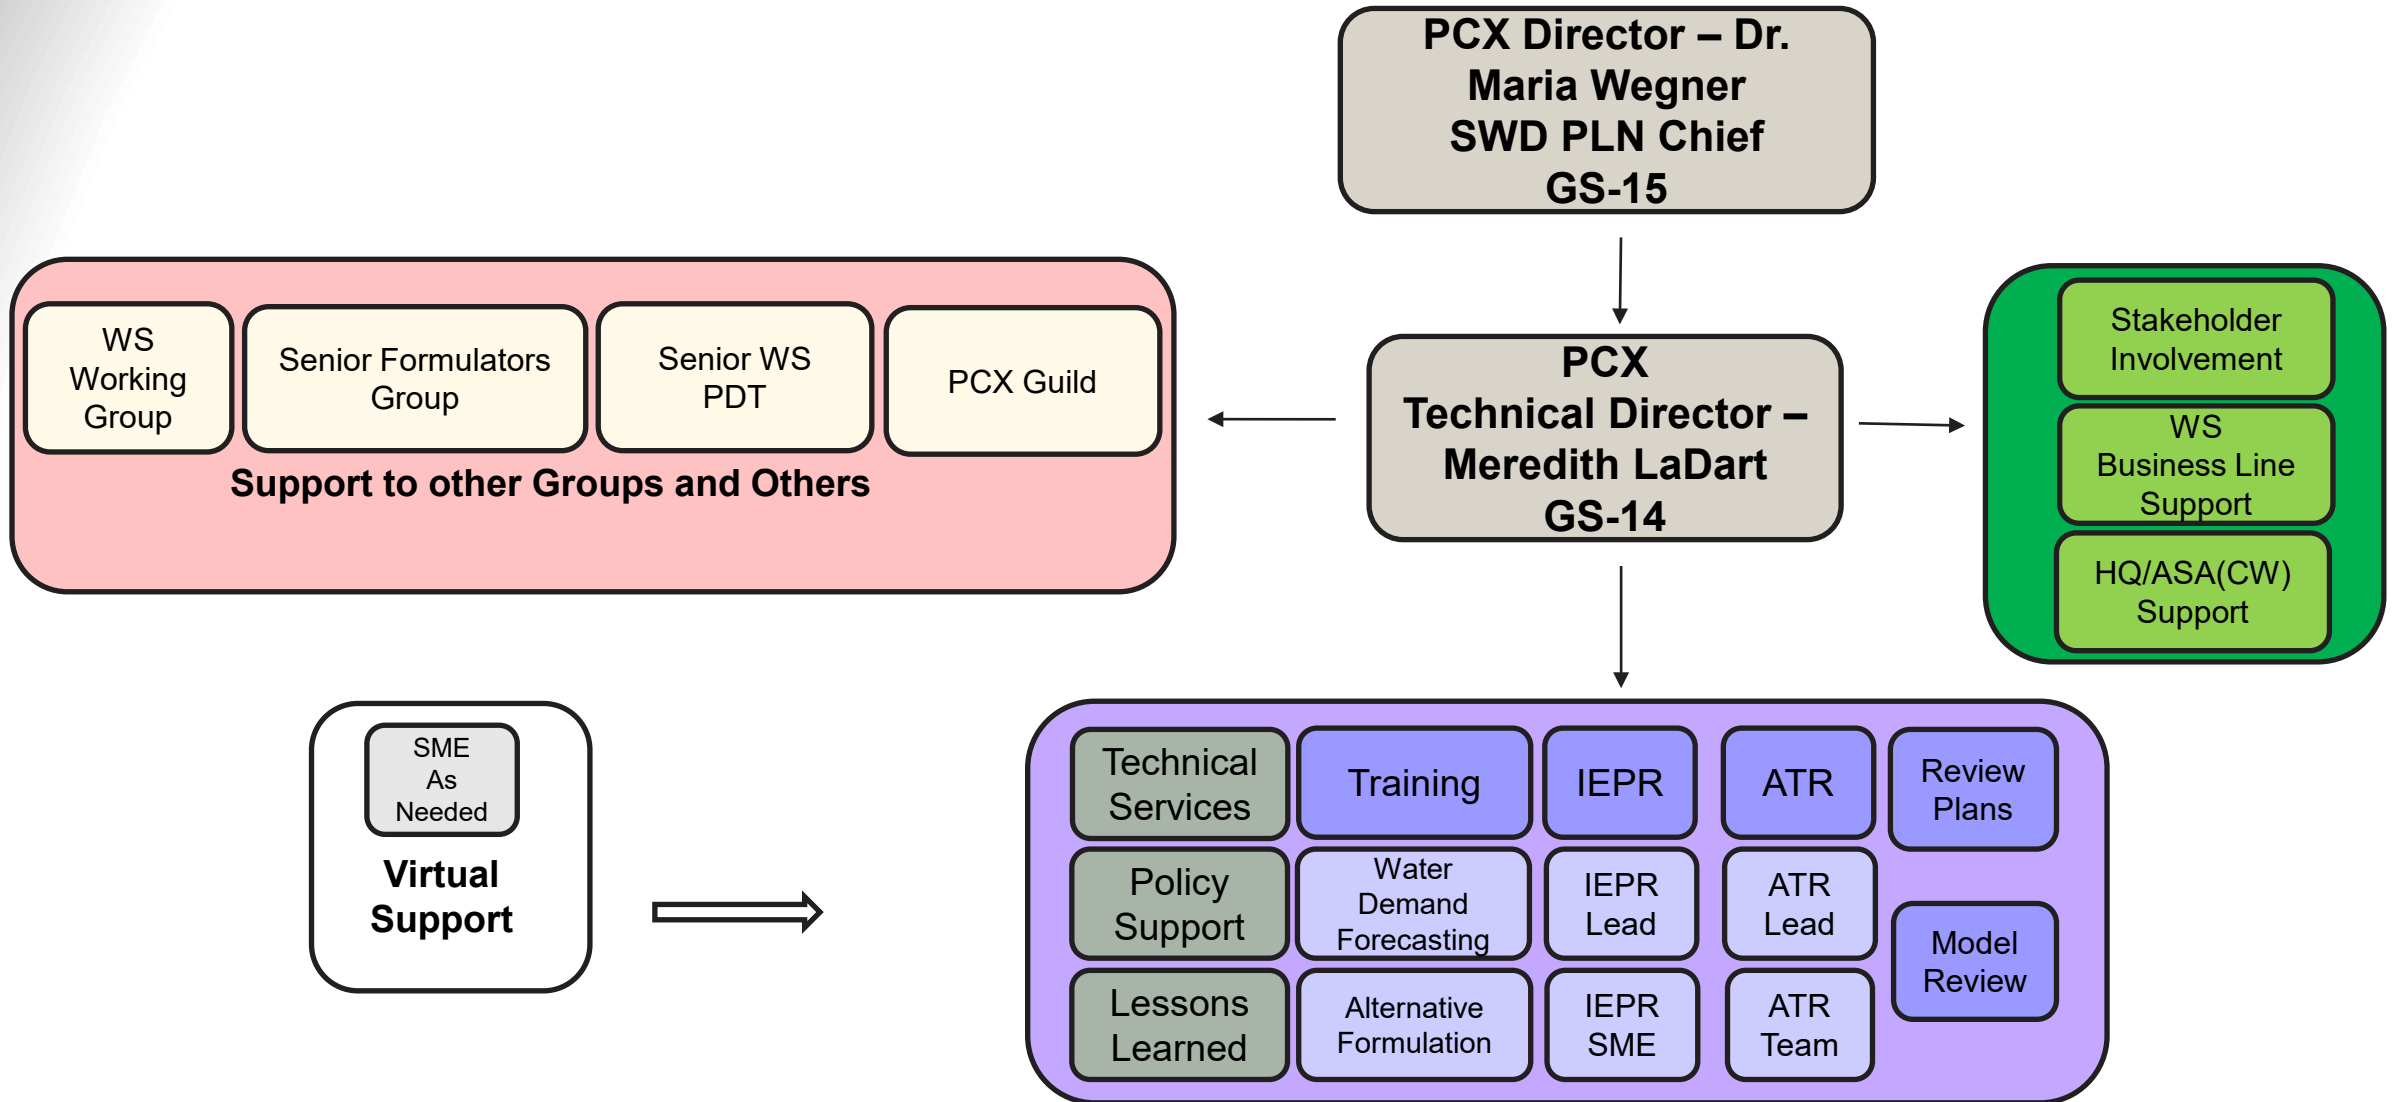 PCX Director – Dr.
Maria Wegner
SWD PLN Chief
GS-15
WS
Working
Group
Senior Formulators
Group
Senior WS
PDT
PCX Guild
Support to other Groups and Others
PCX
Technical Director –
Meredith LaDart
GS-14
Stakeholder
Involvement
WS
Business Line
Support
HQ/ASA(CW)
Support
SME
As
Needed
Virtual
Support
Technical
Services
Training
IEPR
ATR
Review
Plans
Policy
Support
Water
Demand
Forecasting
IEPR
Lead
ATR
Lead
Model
Review
Lessons
Learned
Alternative
Formulation
IEPR
SME
ATR
Team